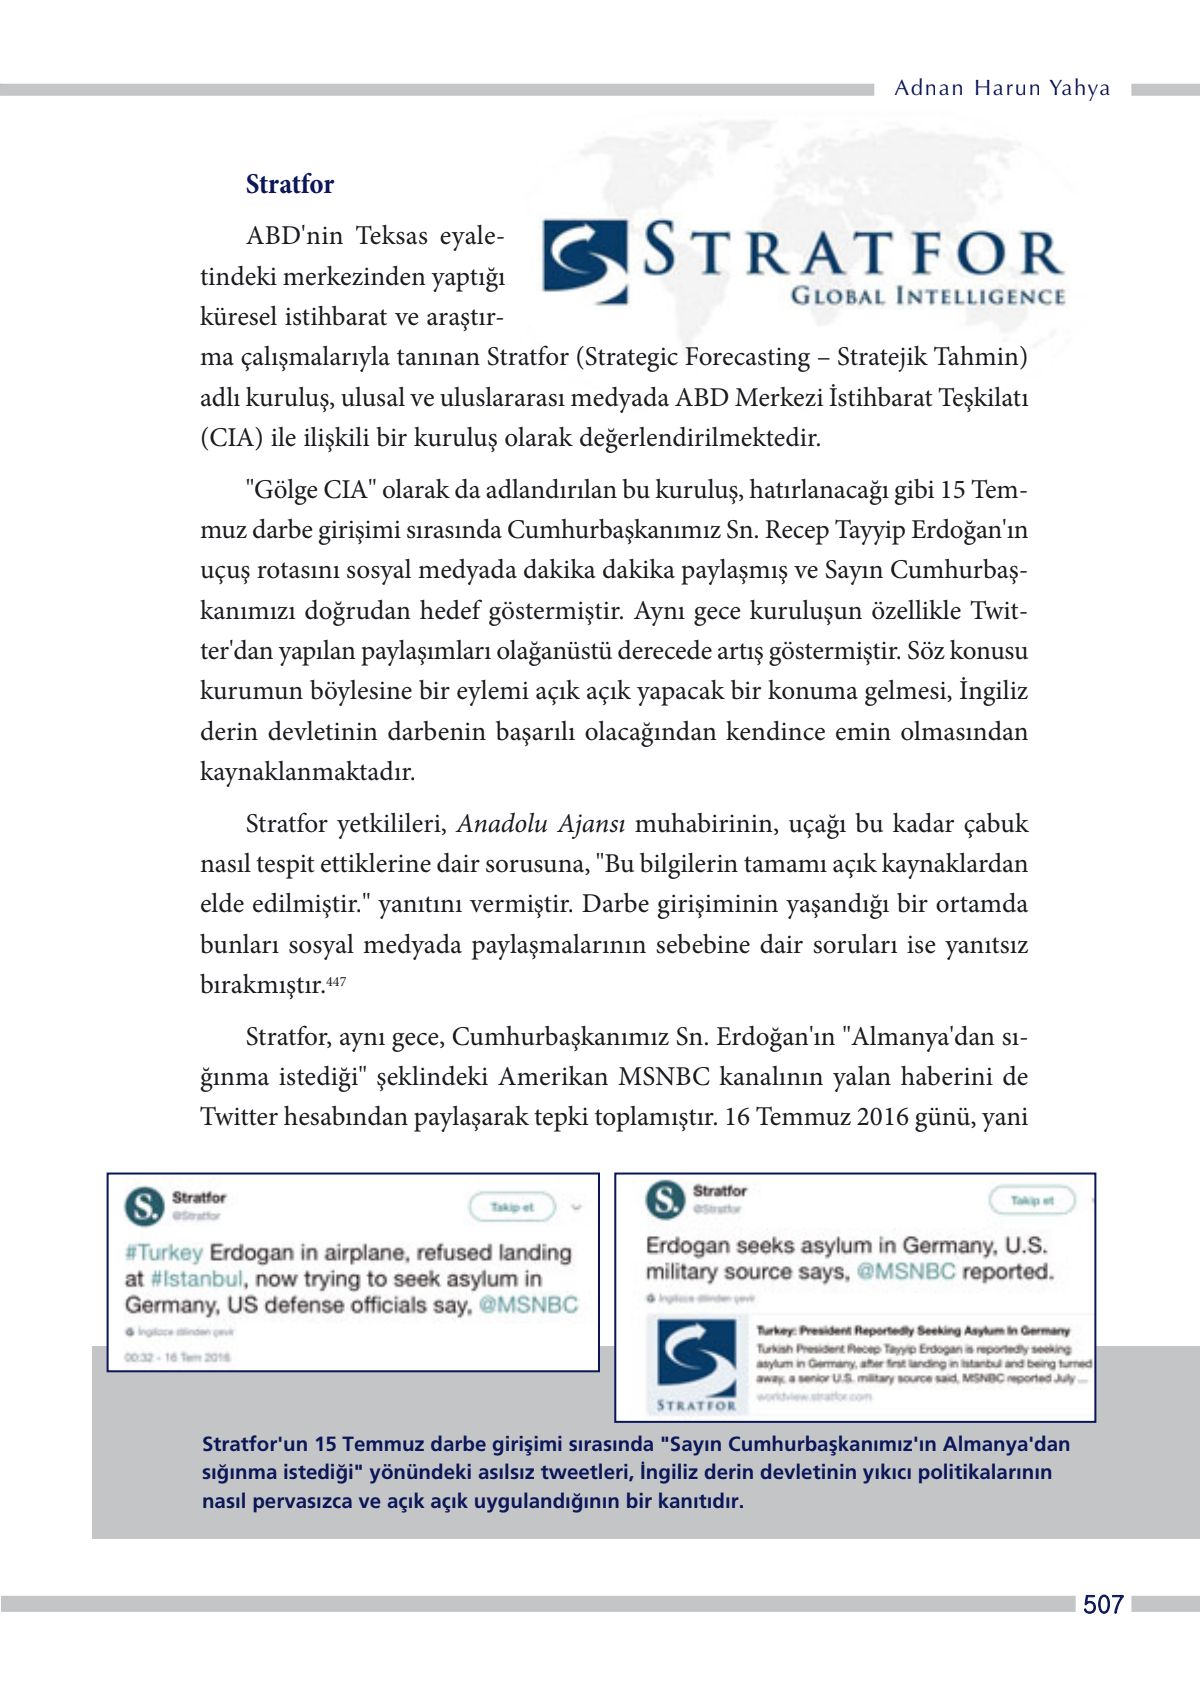 Adnan Harun Yahya
Stratfor
ABD'nin Teksas eyale-
tindeki merkezinden yaptığı
küresel istihbarat ve araştır-
STRATFOR
GLOBAL INTELLIGENCE
ma çalışmalarıyla tanınan Stratfor (Strategic Forecasting – Stratejik Tahmin)
adlı kuruluş, ulusal ve uluslararası medyada ABD Merkezi İstihbarat Teşkilatı
(CIA) ile ilişkili bir kuruluş olarak değerlendirilmektedir.
"Gölge CIA" olarak da adlandırılan bu kuruluş, hatırlanacağı gibi 15 Tem-
muz darbe girişimi sırasında Cumhurbaşkanımız Sn. Recep Tayyip Erdoğan'ın
uçuş rotasını sosyal medyada dakika dakika paylaşmış ve Sayın Cumhurbaş-
kanımızı doğrudan hedef göstermiştir. Aynı gece kuruluşun özellikle Twit-
ter'dan yapılan paylaşımları olağanüstü derecede artış göstermiştir. Söz konusu
kurumun böylesine bir eylemi açık açık yapacak bir konuma gelmesi, İngiliz
derin devletinin darbenin başarılı olacağından kendince emin olmasından
kaynaklanmaktadır.
Stratfor yetkilileri, Anadolu Ajansı muhabirinin, uçağı bu kadar çabuk
nasıl tespit ettiklerine dair sorusuna, "Bu bilgilerin tamamı açık kaynaklardan
elde edilmiştir." yanıtını vermiştir. Darbe girişiminin yaşandığı bir ortamda
bunları sosyal medyada paylaşmalarının sebebine dair soruları ise yanıtsız
bırakmıştır.447
Stratfor, aynı gece, Cumhurbaşkanımız Sn. Erdoğan'ın "Almanya'dan sı-
ğınma istediği" şeklindeki Amerikan MSNBC kanalının yalan haberini de
Twitter hesabından paylaşarak tepki toplamıştır. 16 Temmuz 2016 günü, yani
Stratfor
@Stratfor
Takip et
#Turkey Erdogan in airplane, refused landing
at #Istanbul, now trying to seek asylum in
Germany, US defense officials say, @MSNBC
İngilizce dilinden çevir
00:32 - 16 Tem 2016
Stratfor
@Stratfor
Takip et
Erdogan seeks asylum in Germany, U.S.
military source says, @MSNBC reported.
İngilizce dilinden çevir
STRATFOR
Turkey: President Reportedly Seeking Asylum In Germany
Turkish President Recep Tayyip Erdogan is reportedly seeking
asylum in Germany, after first landing in Istanbul and being turned
away, a senior U.S. military source said, MSNBC reported July ...
worldview.stratfor.com
Stratfor'un 15 Temmuz darbe girişimi sırasında "Sayın Cumhurbaşkanımız'ın Almanya'dan
sığınma istediği" yönündeki asılsız tweetleri, İngiliz derin devletinin yıkıcı politikalarının
nasıl pervasızca ve açık açık uygulandığının bir kanıtıdır.
507